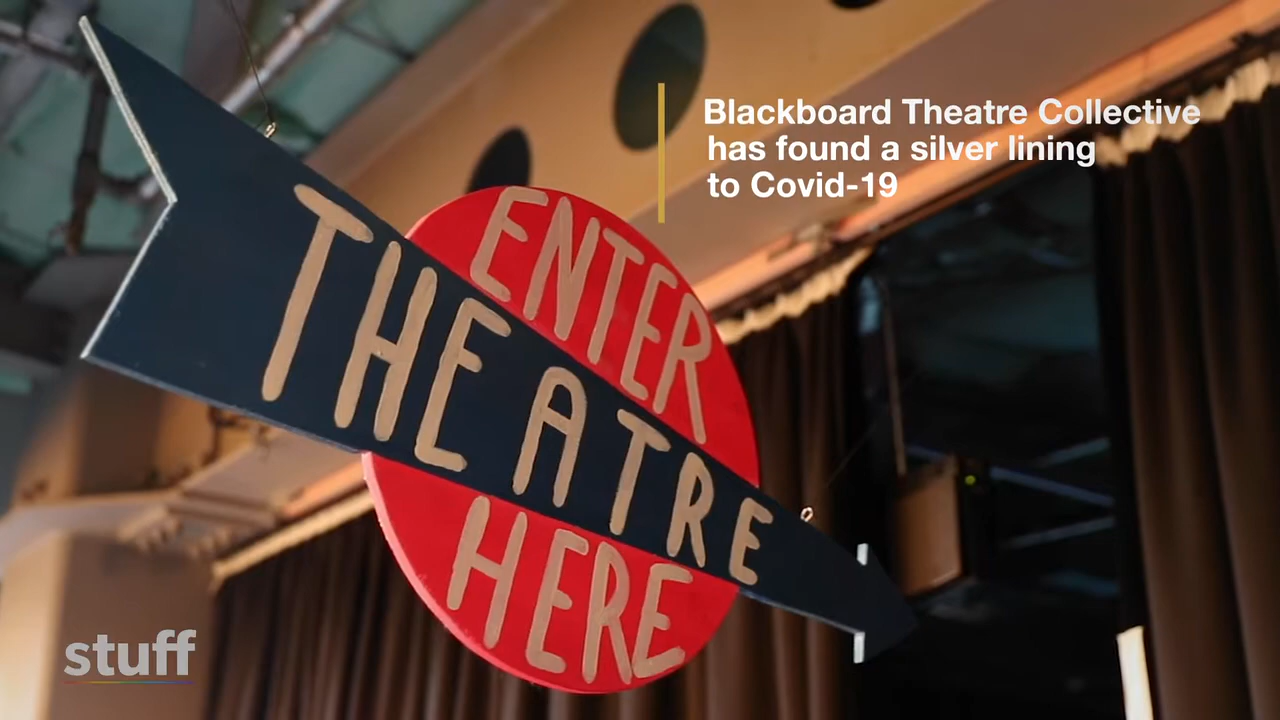 Blackboard Theatre Collective
has found a silver lining
to Covid-19
ENTER
THEATRE
HERE
stuff